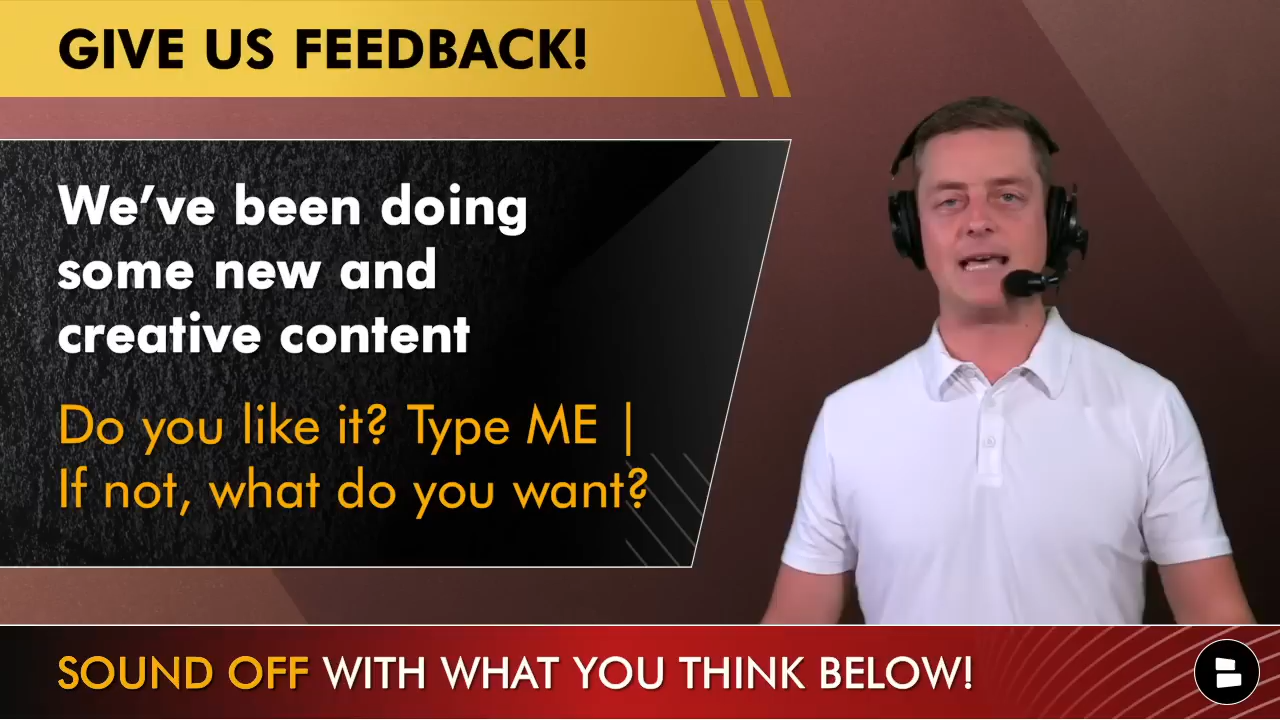 GIVE US FEEDBACK!
We’ve been doing
some new and
creative content
Do you like it? Type ME |
If not, what do you want?
SOUND OFF WITH WHAT YOU THINK BELOW!